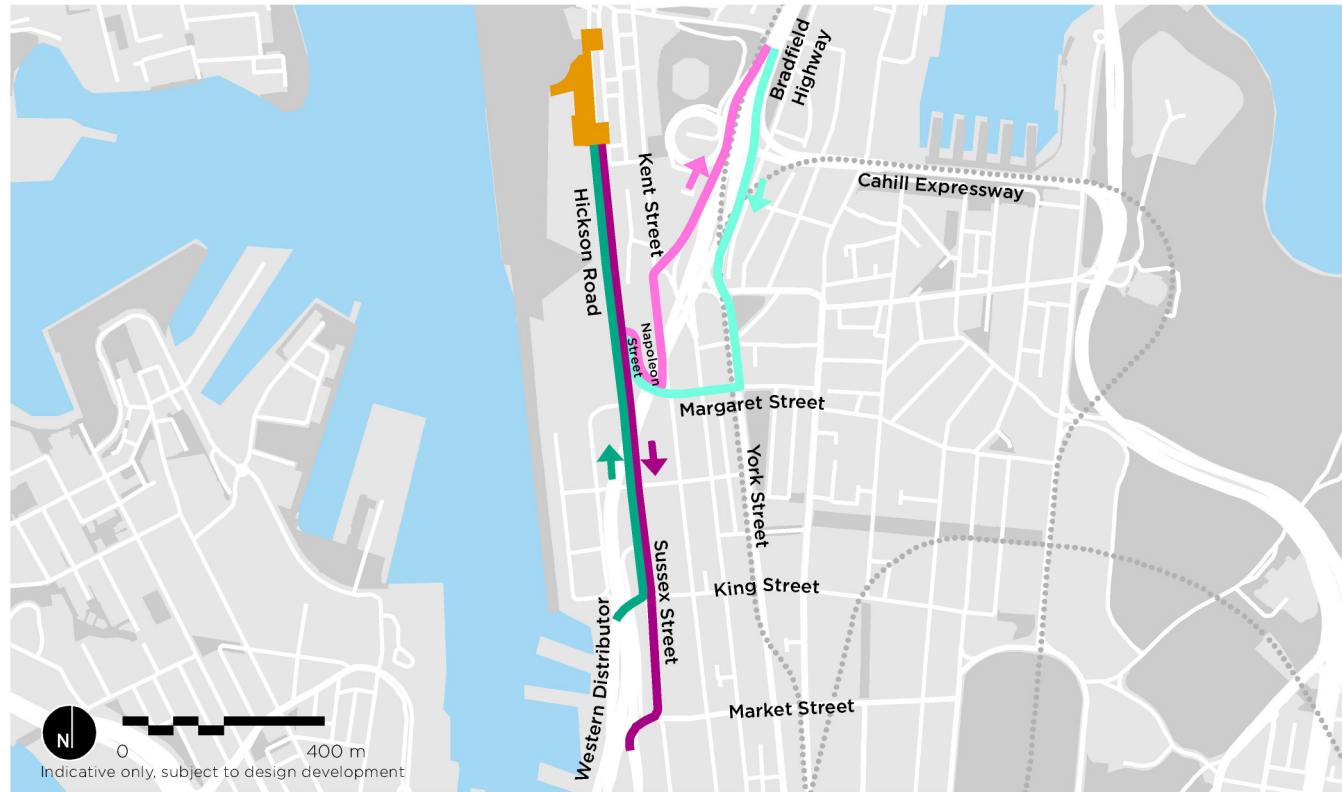 Bradfield
Highway
Kent Street
Cahill Expressway
Hickson Road
Napoleon
Street
Margaret Street
York Street
Sussex Street
King Street
Western Distributor
Market Street
N
0
400 m
Indicative only, subject to design development